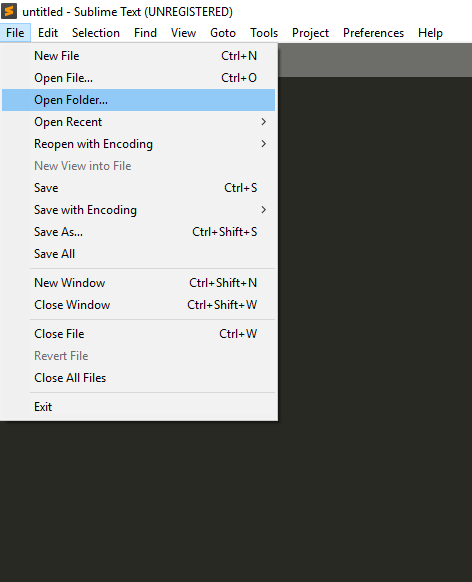 untitled - Sublime Text (UNREGISTERED)
File Edit Selection Find View Goto Tools Project Preferences Help
New File Ctrl+N
Open File... Ctrl+O
Open Folder...
Open Recent
Reopen with Encoding
New View into File
Save Ctrl+S
Save with Encoding
Save As... Ctrl+Shift+S
Save All
New Window Ctrl+Shift+N
Close Window Ctrl+Shift+W
Close File Ctrl+W
Revert File
Close All Files
Exit